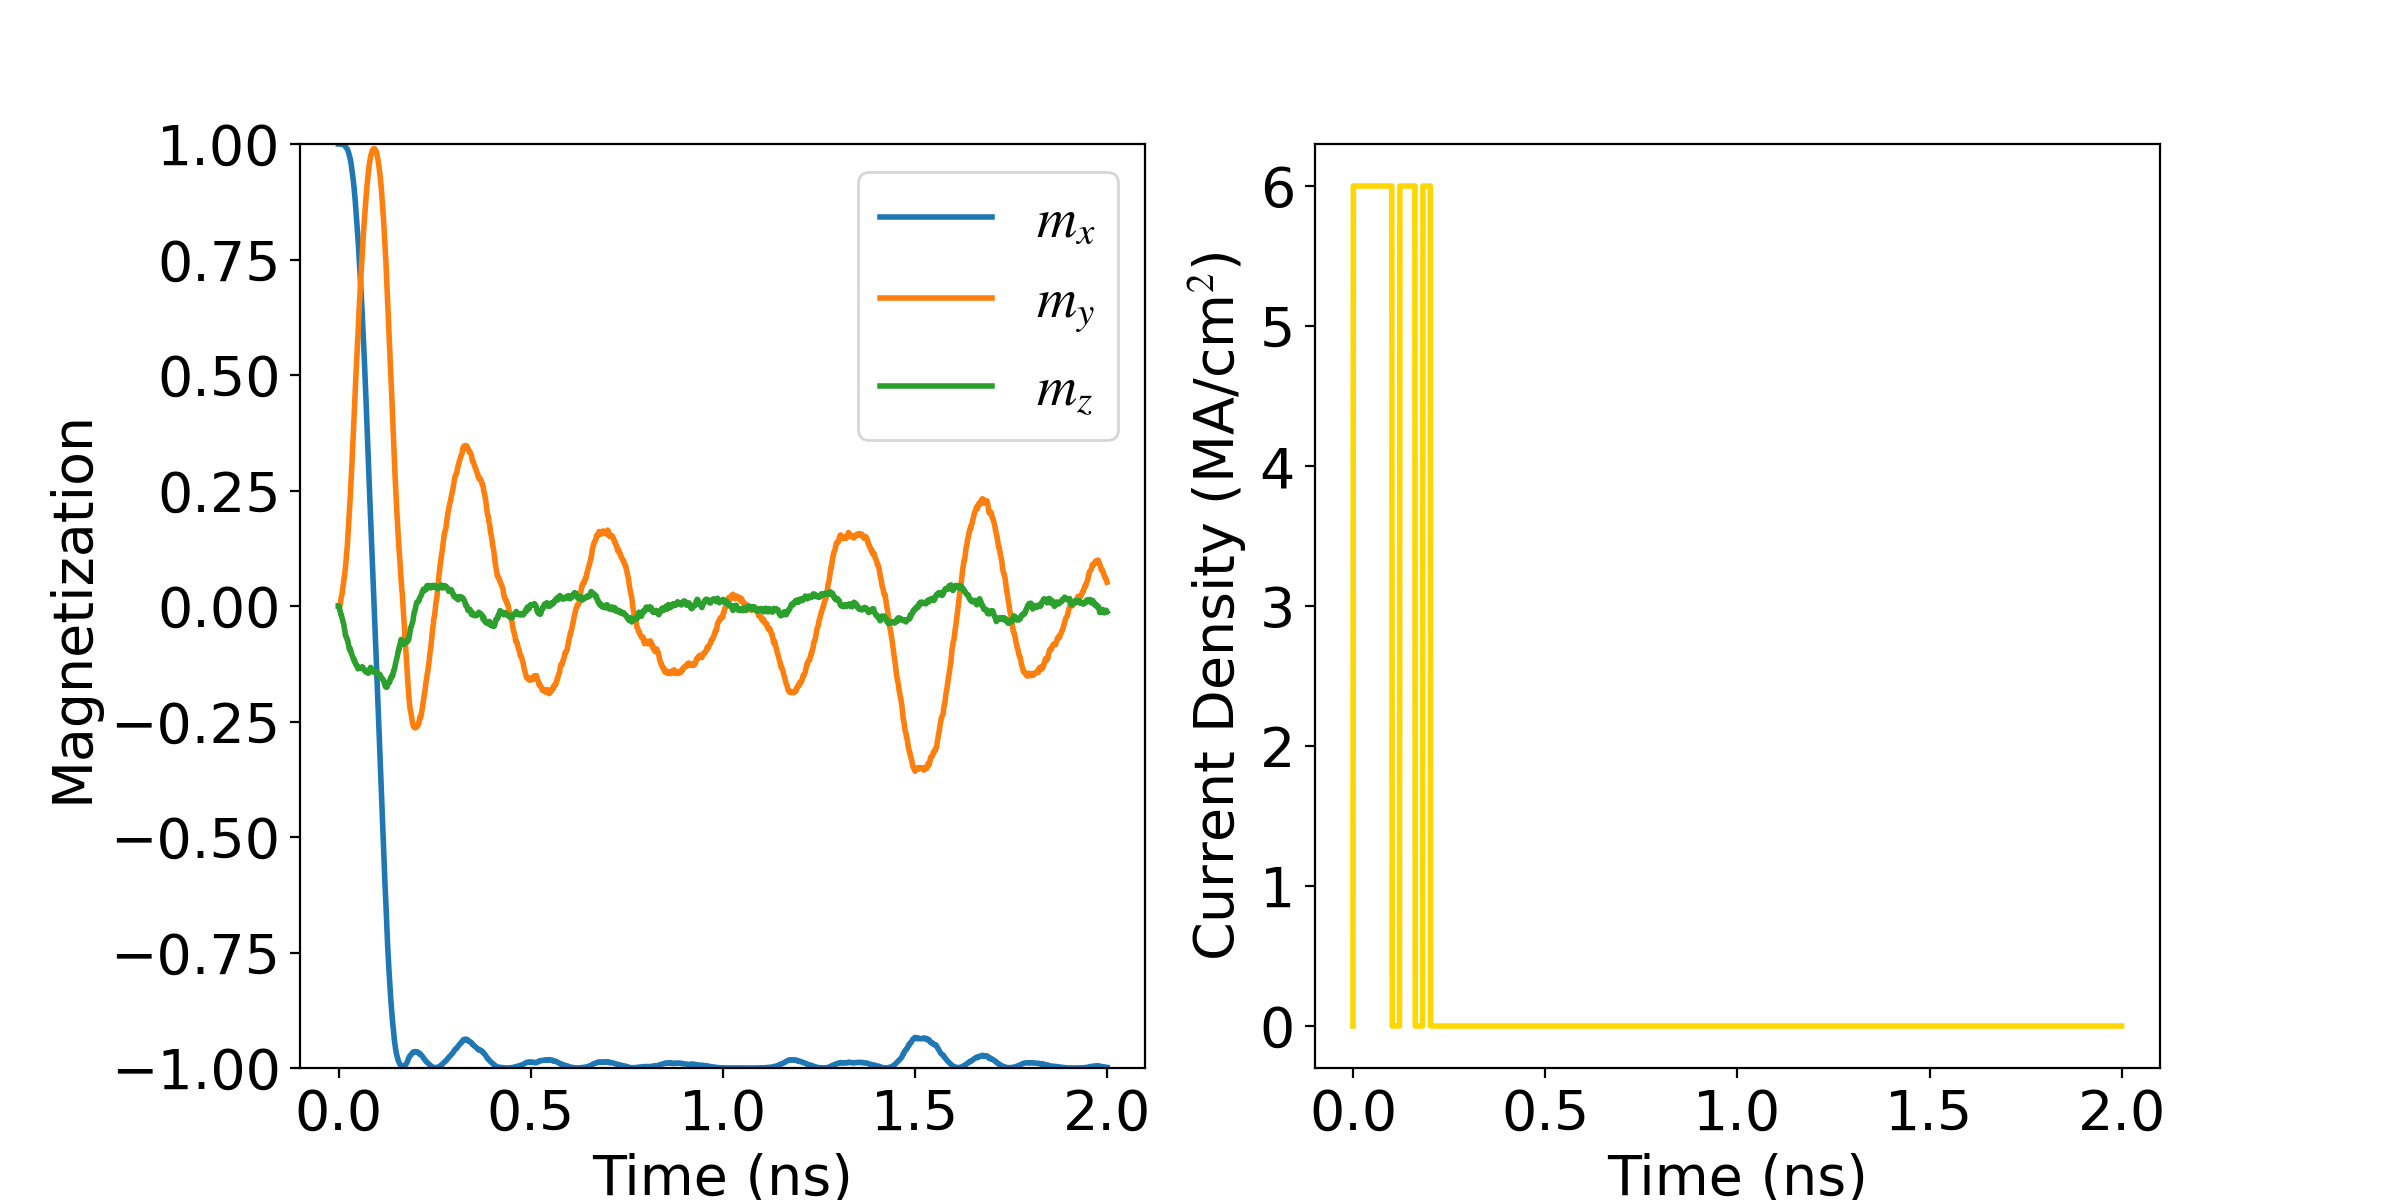 1.00
0.75
0.50
0.25
0.00
−0.25
−0.50
−0.75
−1.00
Magnetization
0.0 0.5 1.0 1.5 2.0
Time (ns)
m_x
m_y
m_z
6
5
4
3
2
1
0
Current Density (MA/cm²)
0.0 0.5 1.0 1.5 2.0
Time (ns)